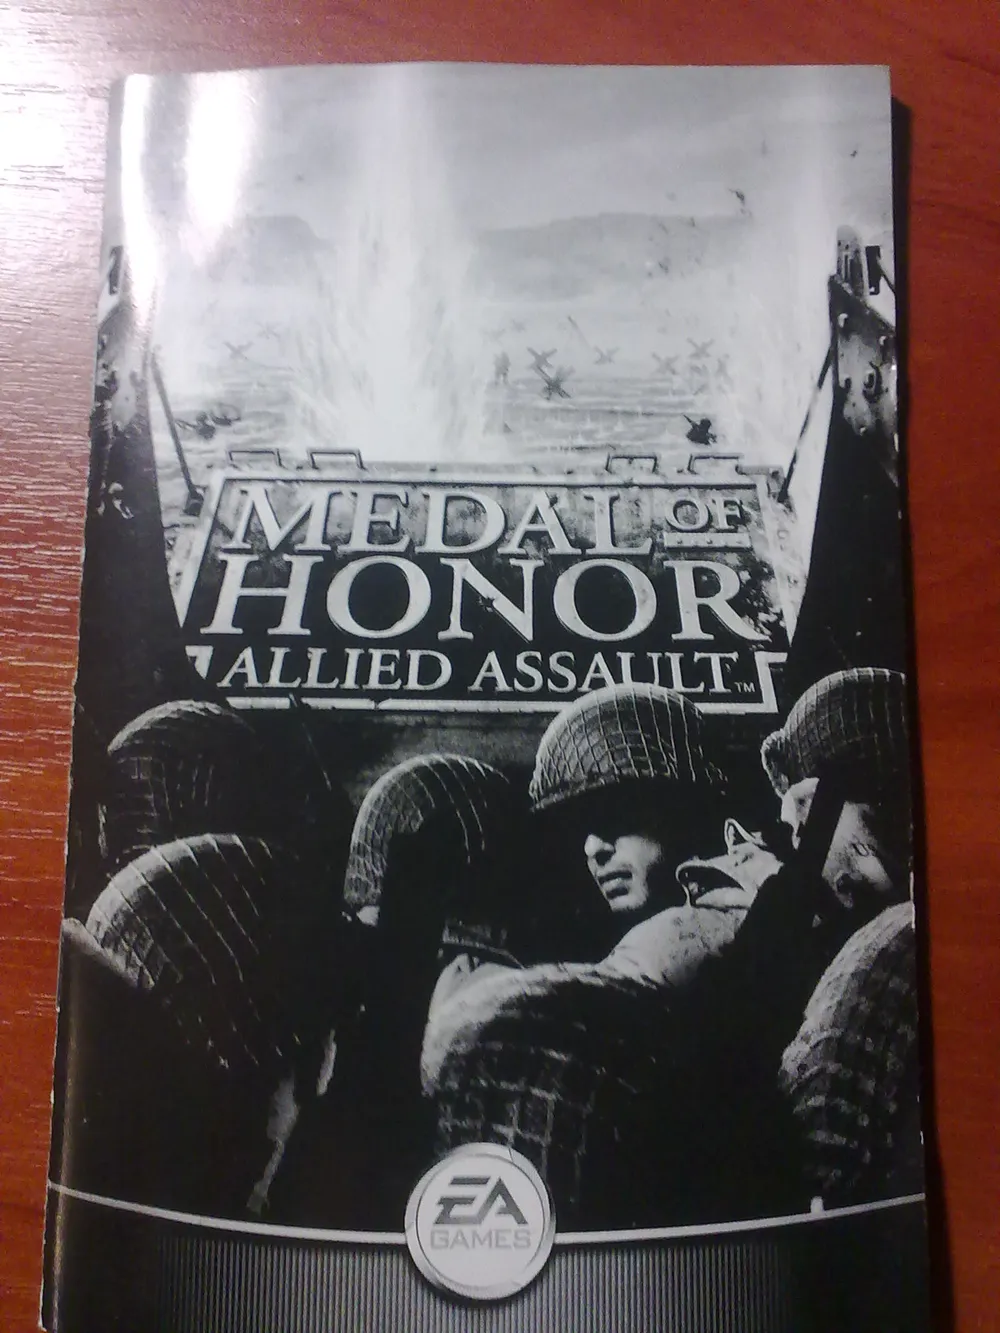 MEDAL OF
HONOR
ALLIED ASSAULT™
EA
GAMES